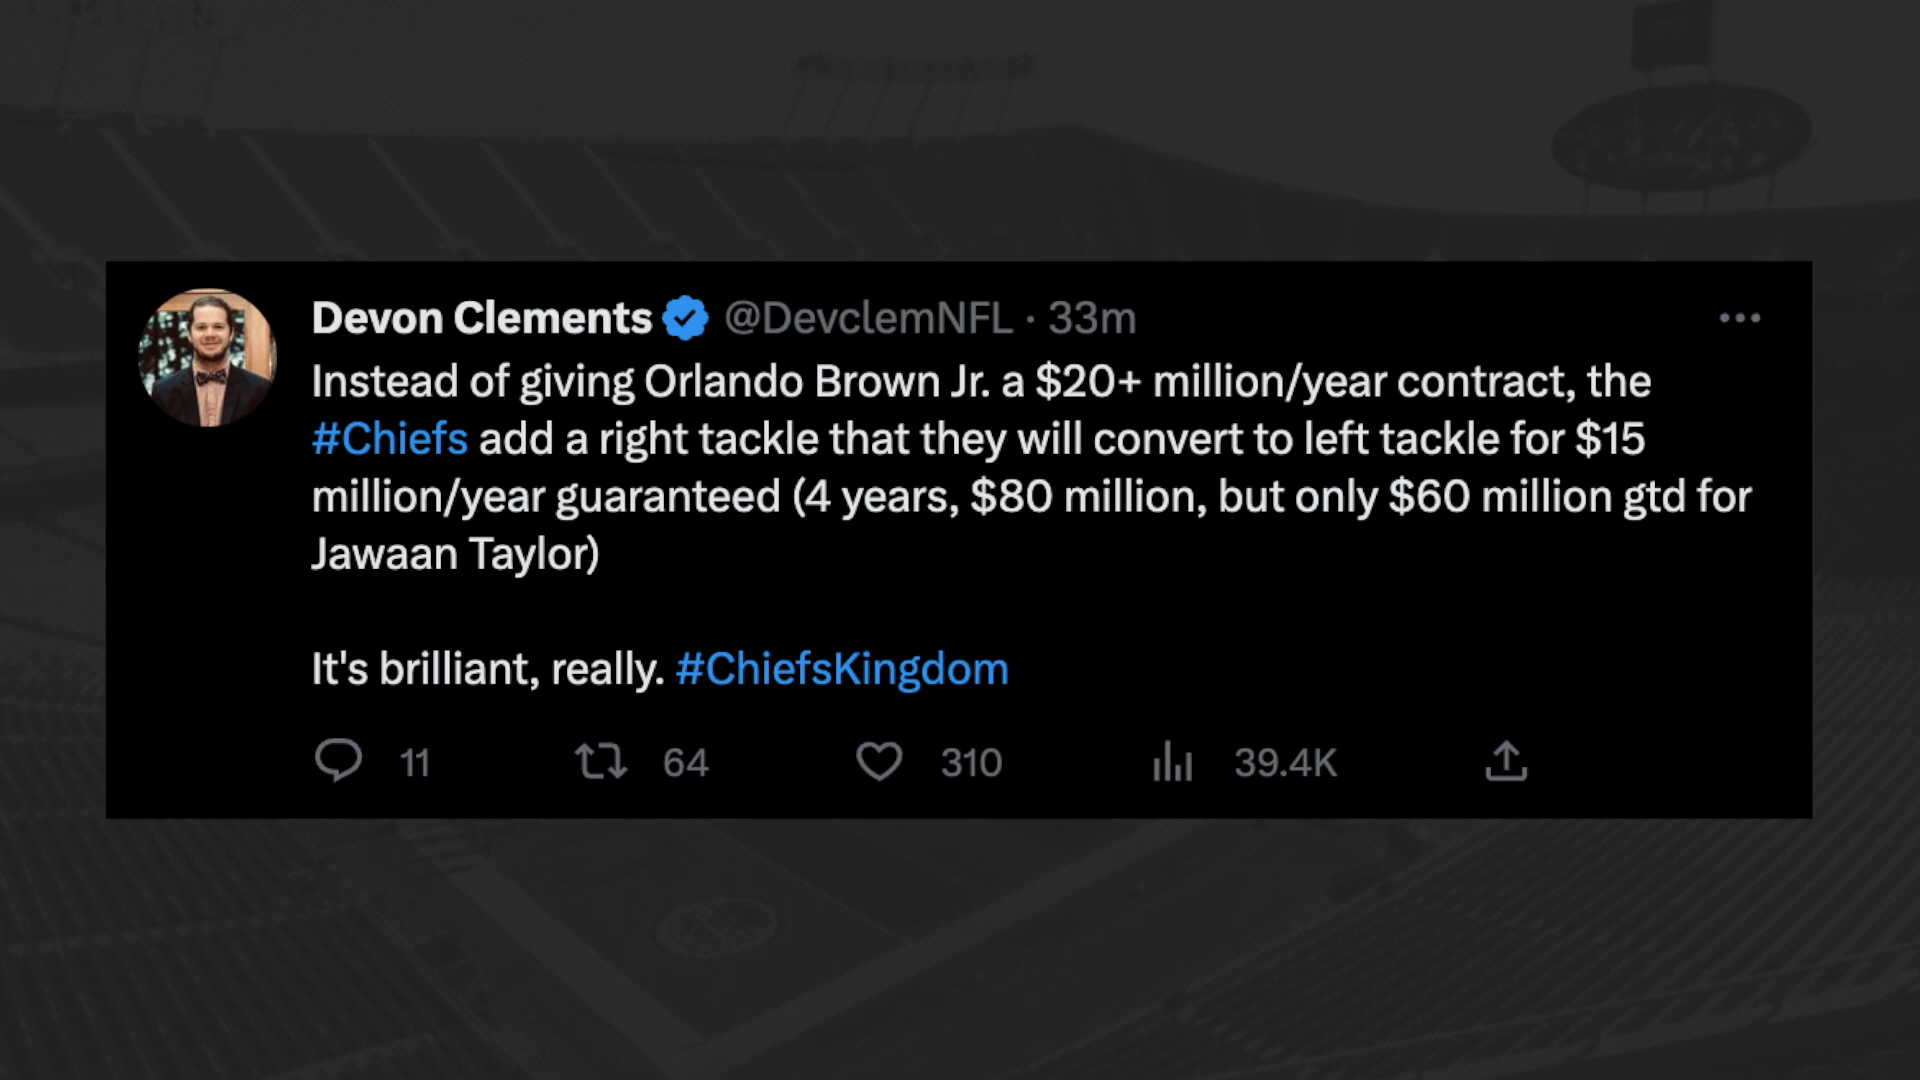 Devon Clements @DevclemNFL · 33m
Instead of giving Orlando Brown Jr. a $20+ million/year contract, the
#Chiefs add a right tackle that they will convert to left tackle for $15
million/year guaranteed (4 years, $80 million, but only $60 million gtd for
Jawaan Taylor)
It's brilliant, really. #ChiefsKingdom
11 64 310 39.4K